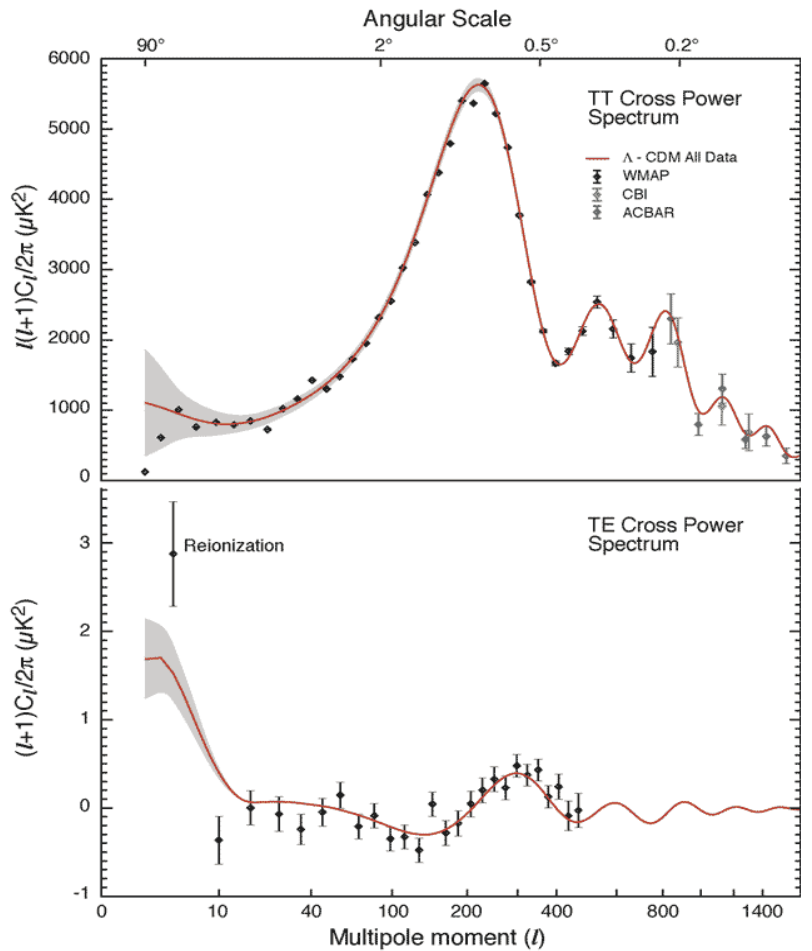 Angular Scale
90° 2° 0.5° 0.2°
6000
5000
4000
3000
2000
1000
0
l(l+1)Cl/2π (μK²)
TT Cross Power
Spectrum
Λ - CDM All Data
WMAP
CBI
ACBAR
3
2
1
0
-1
(l+1)Cl/2π (μK²)
Reionization
TE Cross Power
Spectrum
0 10 40 100 200 400 800 1400
Multipole moment (l)